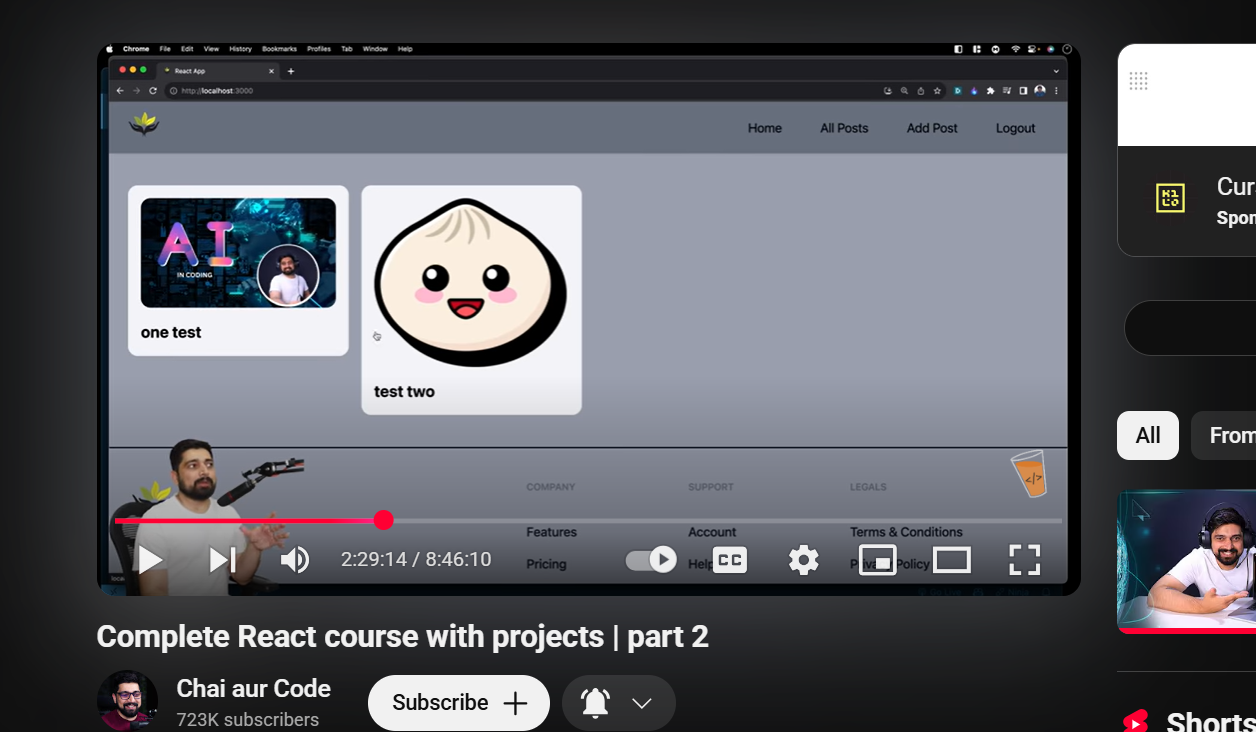 Chrome File Edit View History Bookmarks Profiles Tab Window Help
React App
http://localhost:3000
Home All Posts Add Post Logout
AI
IN CODING
one test
test two
COMPANY SUPPORT LEGALS
Features Account Terms & Conditions
Pricing Help Privacy Policy
</>
2:29:14 / 8:46:10
CC
Complete React course with projects | part 2
Chai aur Code
723K subscribers
Subscribe
Cur
Spon
All From
Shorts